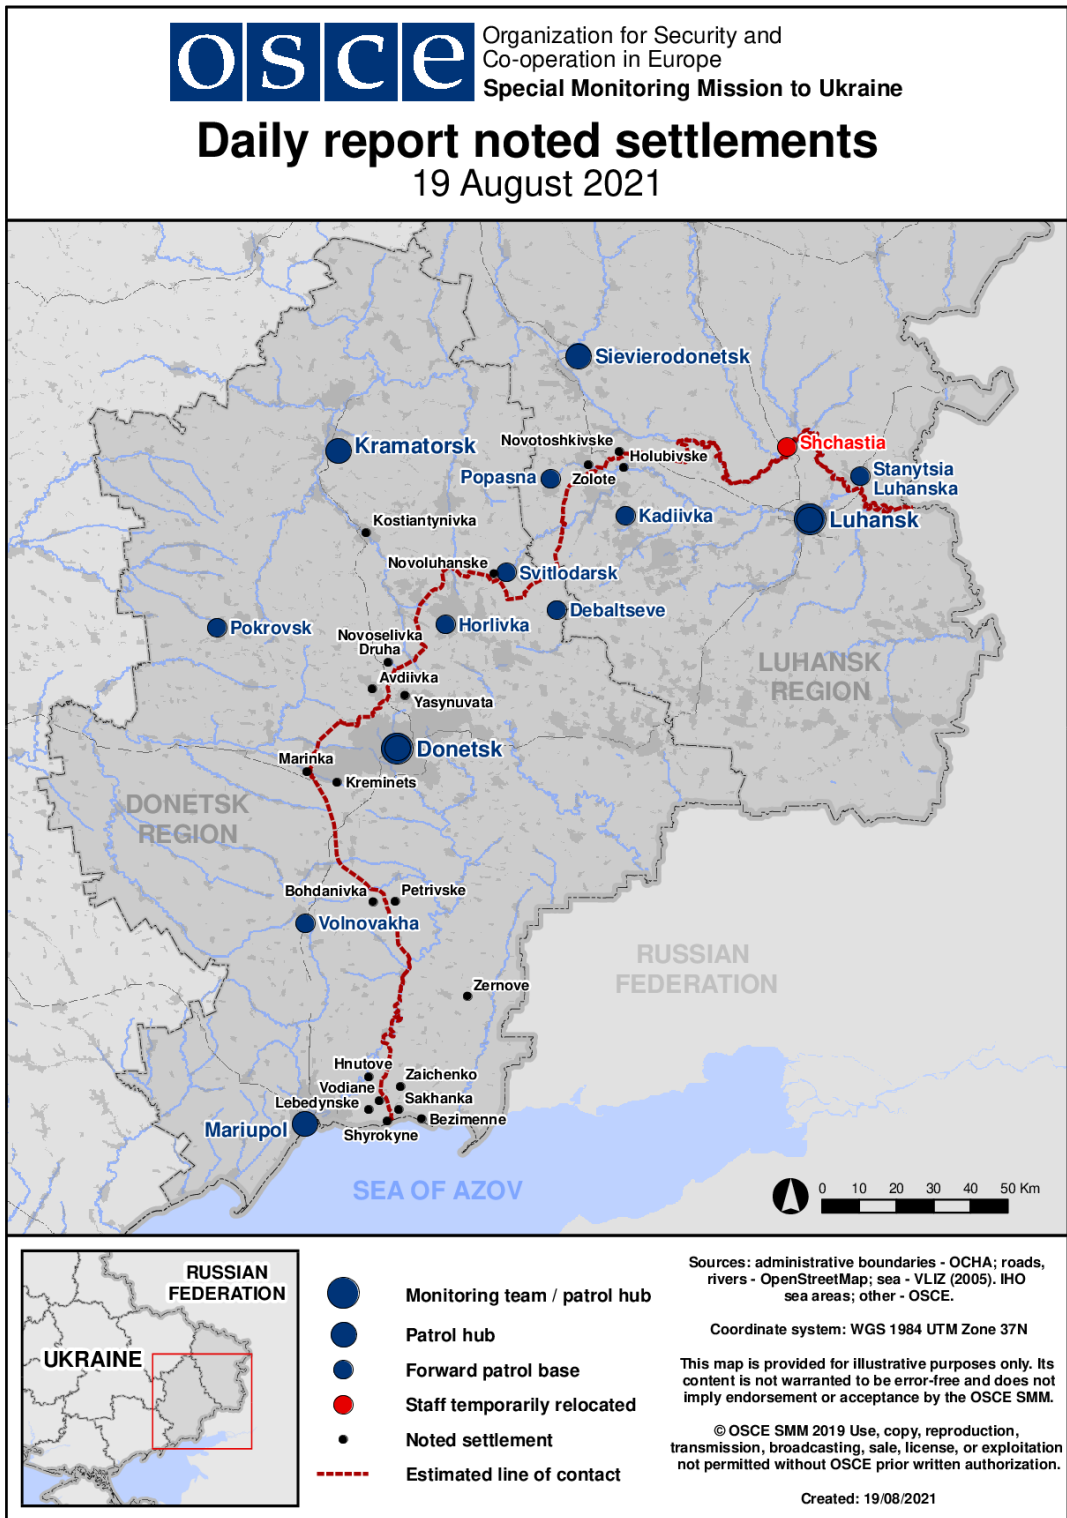 osce
Organization for Security and
Co-operation in Europe
Special Monitoring Mission to Ukraine
Daily report noted settlements
19 August 2021
Sievierodonetsk
Kramatorsk
Novotoshkivske
Holubivske
Shchastia
Popasna
Zolote
Stanytsia
Luhanska
Kadiivka
Luhansk
Kostiantynivka
Novoluhanske
Svitlodarsk
Debaltseve
Pokrovsk
Horlivka
Novoselivka
Druha
Avdiivka
Yasynuvata
LUHANSK
REGION
Donetsk
Marinka
Kreminets
DONETSK
REGION
Bohdanivka
Petrivske
Volnovakha
RUSSIAN
FEDERATION
Zernove
Hnutove
Zaichenko
Vodiane
Lebedynske
Sakhanka
Bezimenne
Mariupol
Shyrokyne
SEA OF AZOV
0 10 20 30 40 50 Km
RUSSIAN
FEDERATION
UKRAINE
Monitoring team / patrol hub
Patrol hub
Forward patrol base
Staff temporarily relocated
Noted settlement
Estimated line of contact
Sources: administrative boundaries - OCHA; roads,
rivers - OpenStreetMap; sea - VLIZ (2005). IHO
sea areas; other - OSCE.
Coordinate system: WGS 1984 UTM Zone 37N
This map is provided for illustrative purposes only. Its
content is not warranted to be error-free and does not
imply endorsement or acceptance by the OSCE SMM.
© OSCE SMM 2019 Use, copy, reproduction,
transmission, broadcasting, sale, license, or exploitation
not permitted without OSCE prior written authorization.
Created: 19/08/2021